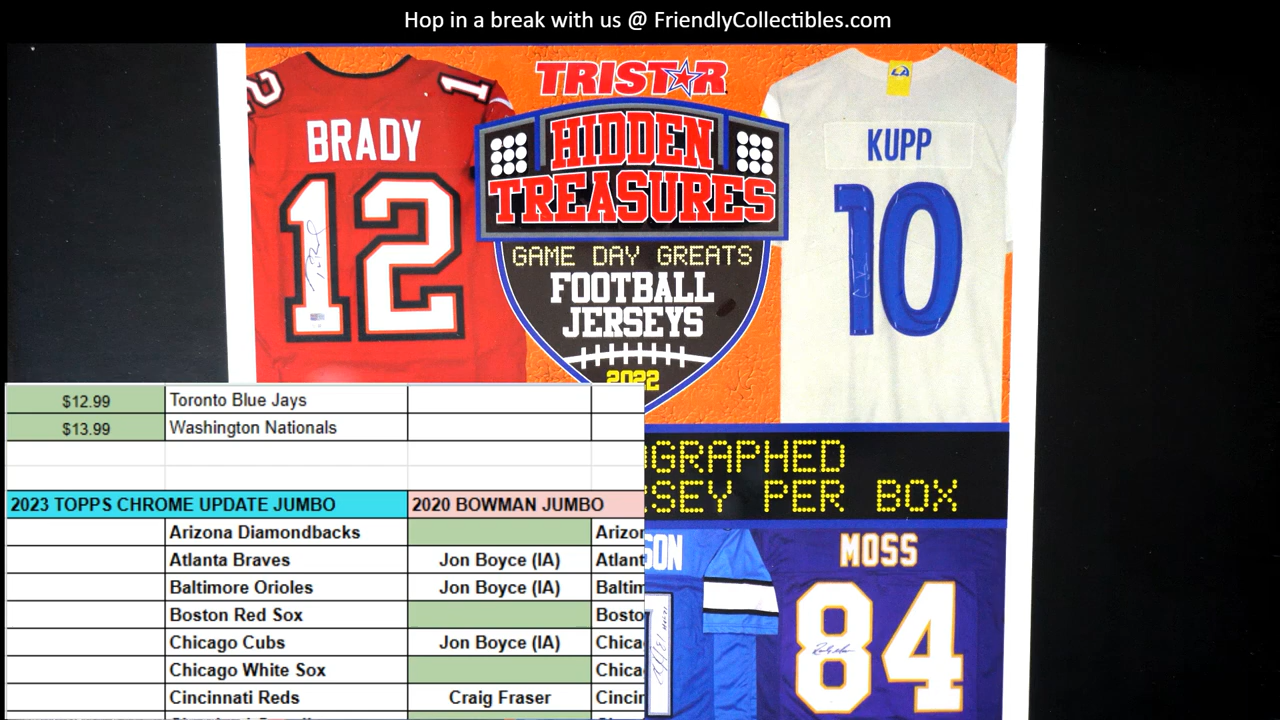 Hop in a break with us @ FriendlyCollectibles.com
TRISTAR
HIDDEN
TREASURES
GAME DAY GREATS
FOOTBALL
JERSEYS
2022
BRADY
12
KUPP
10
LA
MOSS
84
$12.99 Toronto Blue Jays
$13.99 Washington Nationals
2023 TOPPS CHROME UPDATE JUMBO 2020 BOWMAN JUMBO
Arizona Diamondbacks
Atlanta Braves Jon Boyce (IA)
Baltimore Orioles Jon Boyce (IA)
Boston Red Sox
Chicago Cubs Jon Boyce (IA)
Chicago White Sox
Cincinnati Reds Craig Fraser
BOX
PER